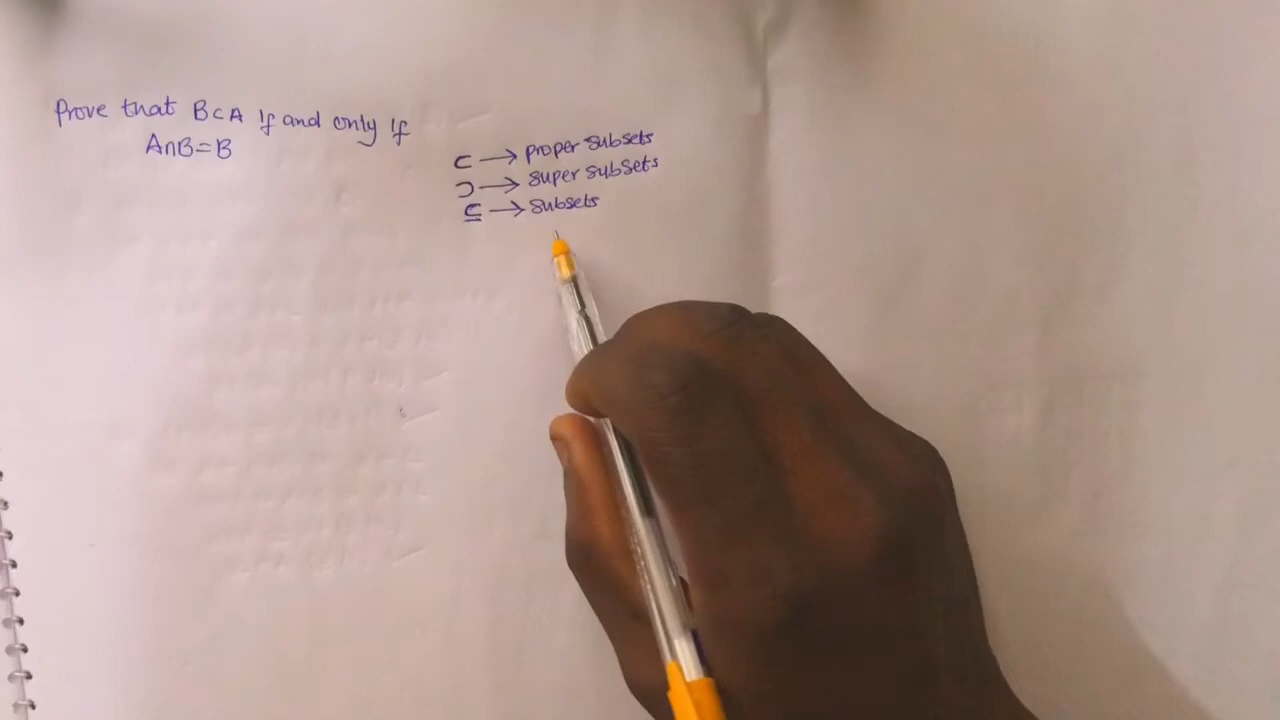 Prove that B⊂A If and only If
A∩B=B
⊂ → proper subsets
⊃ → super subsets
⊆ → subsets